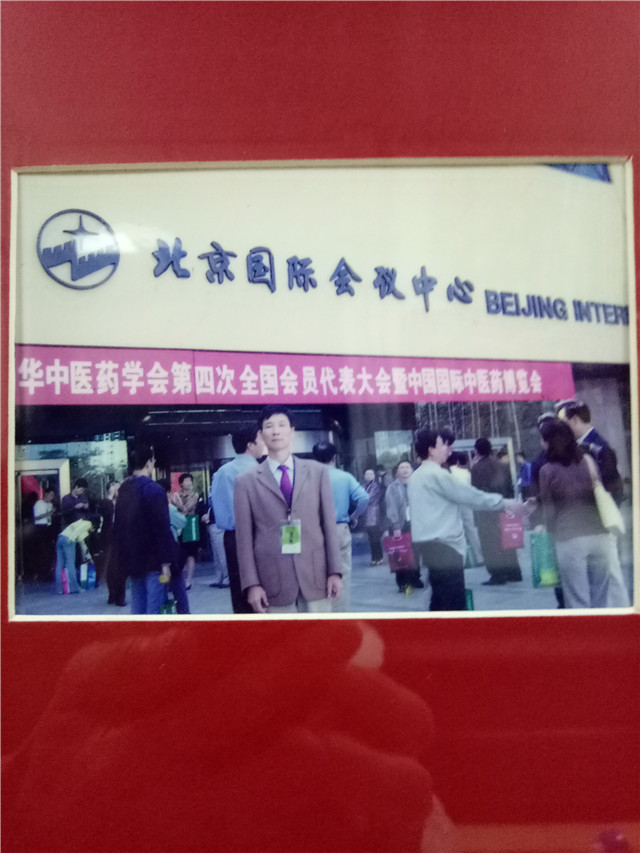 北京国际会议中心 BEIJING INTER
华中医药学会第四次全国会员代表大会暨中国国际中医药博览会